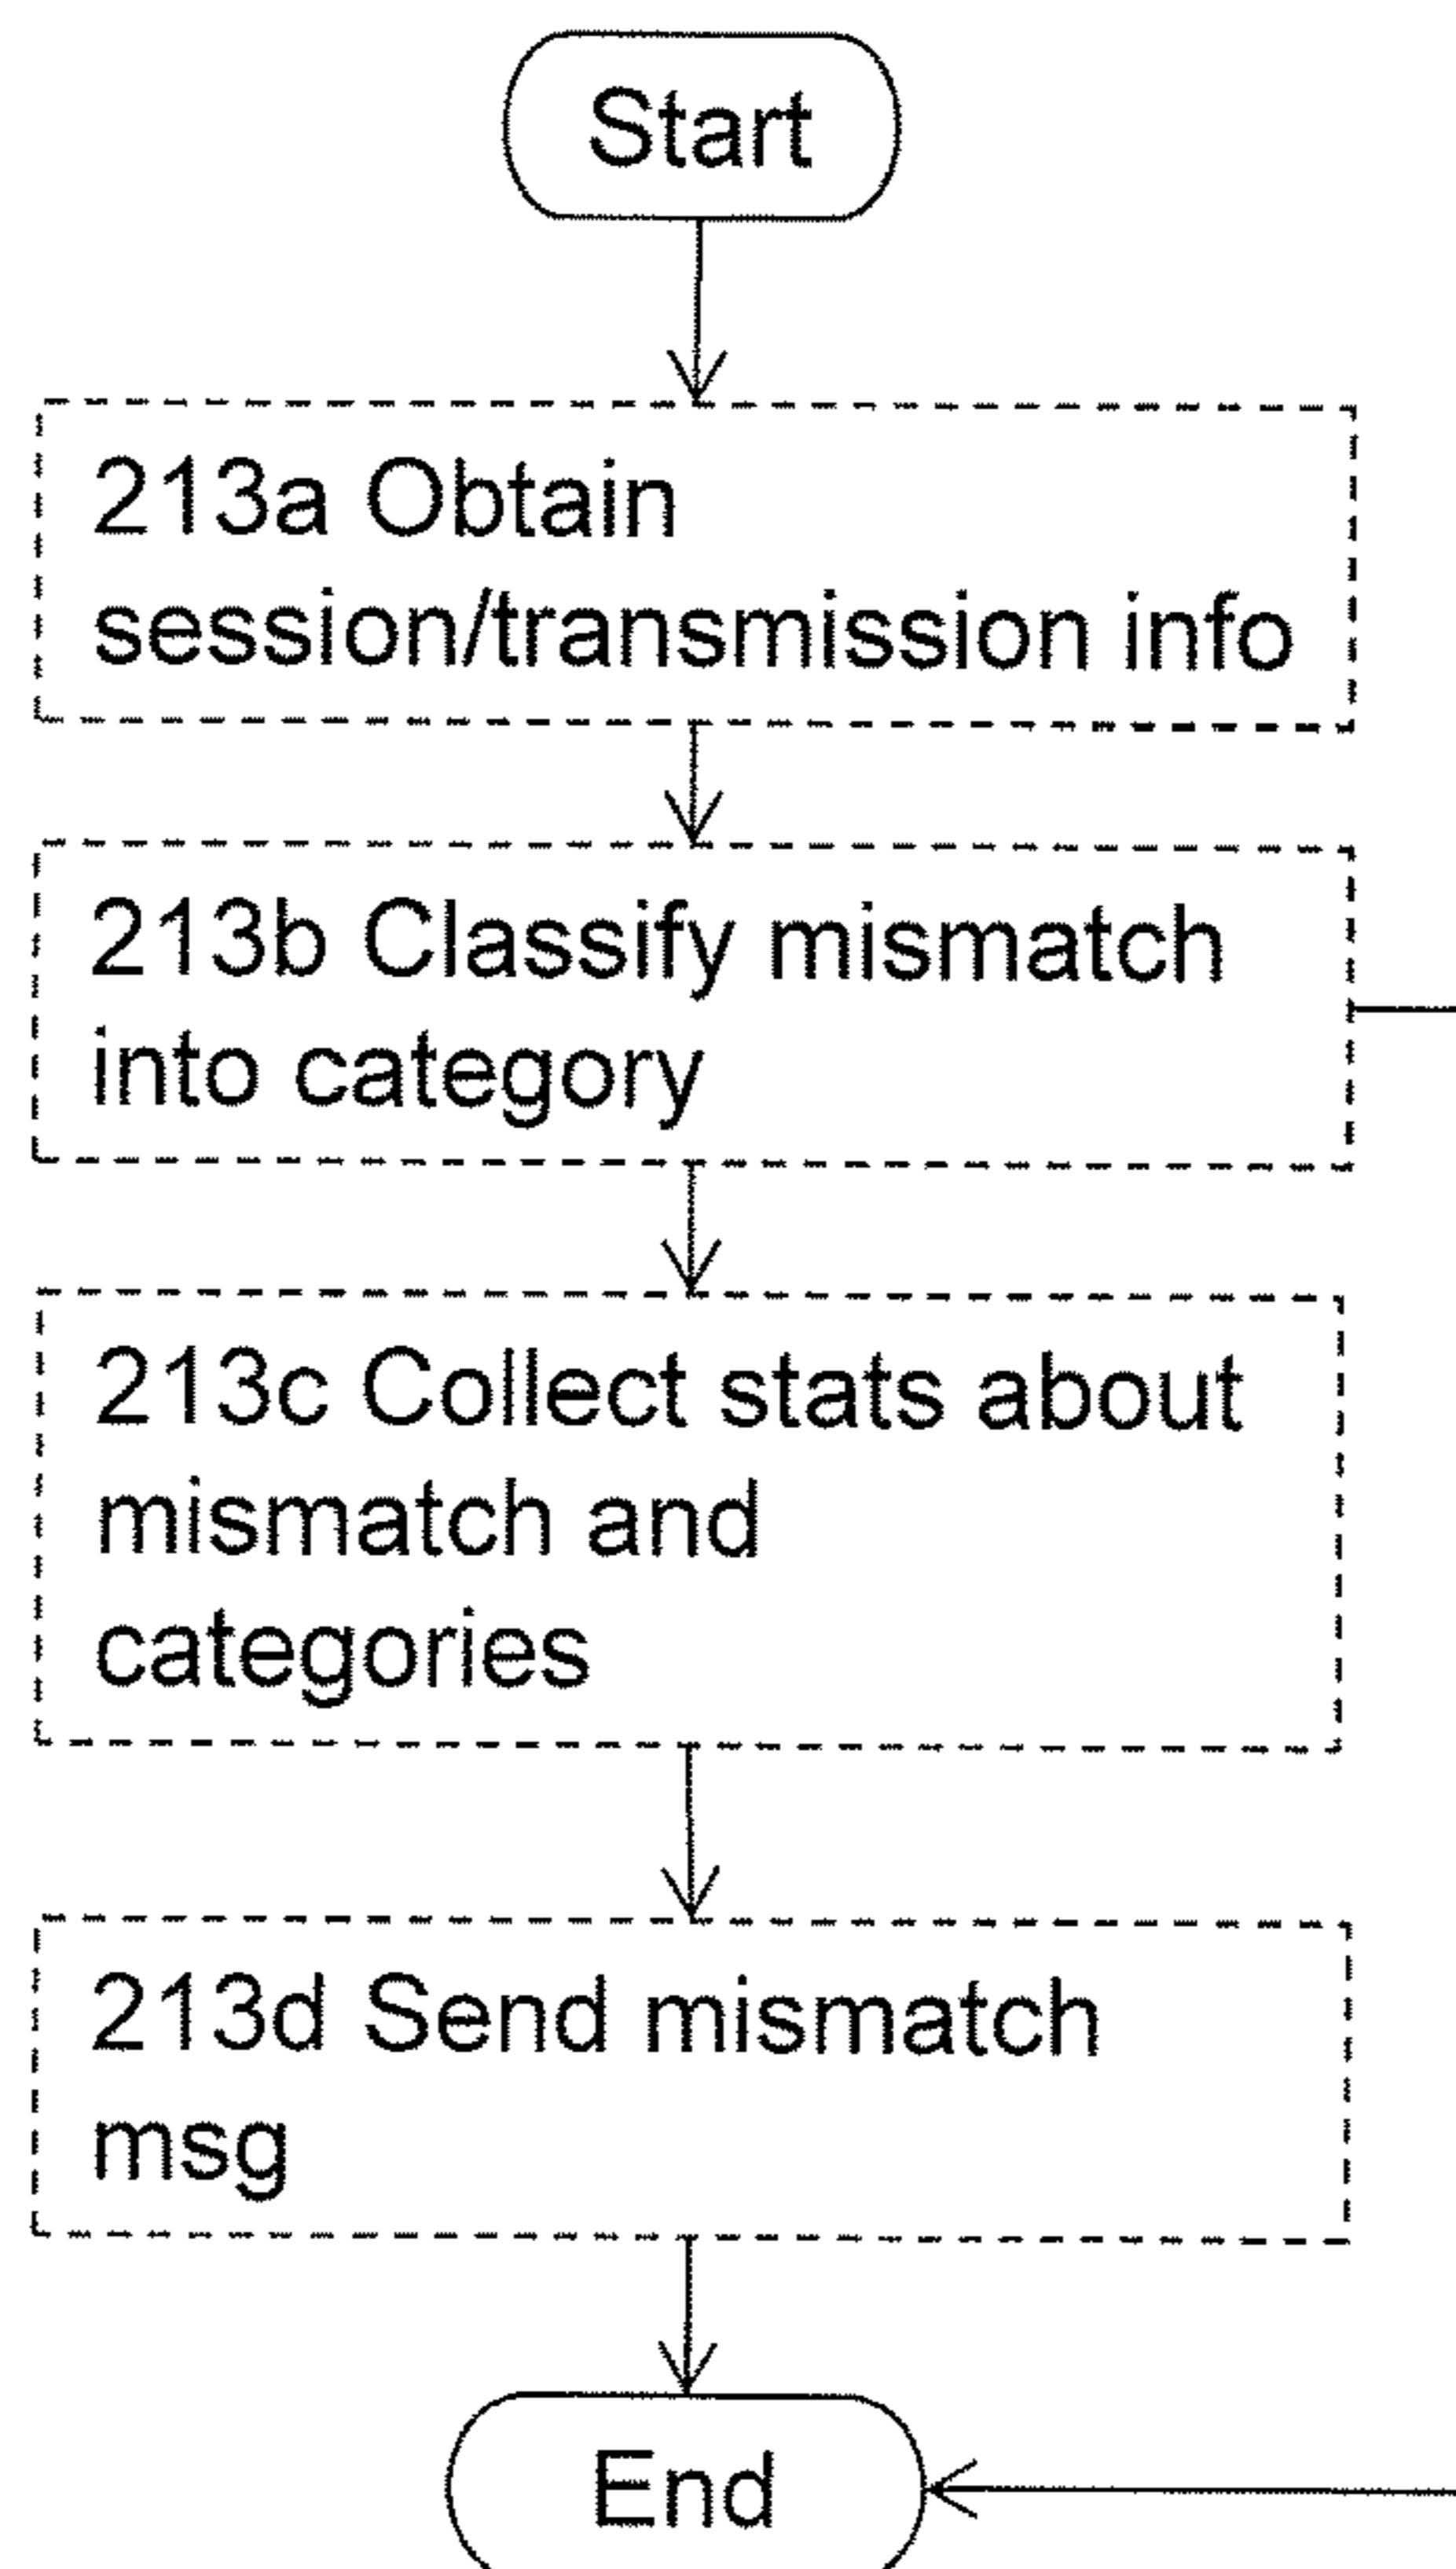 Start
213a Obtain
session/transmission info
213b Classify mismatch
into category
213c Collect stats about
mismatch and
categories
213d Send mismatch
msg
End